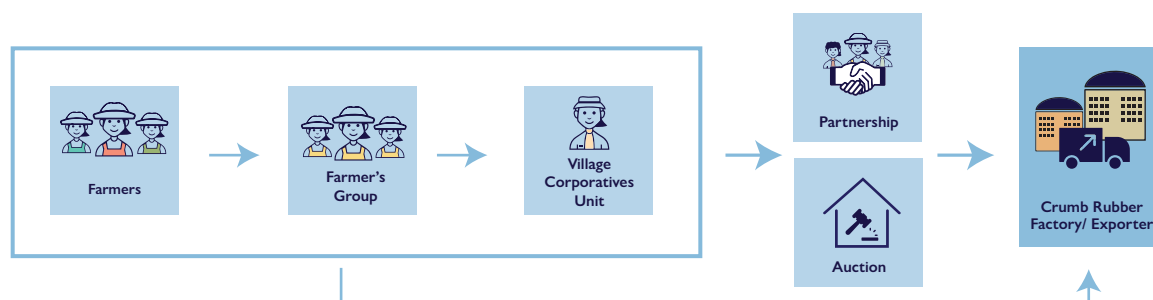 Farmers
Farmer's
Group
Village
Corporatives
Unit
Partnership
Auction
Crumb Rubber
Factory/ Exporter